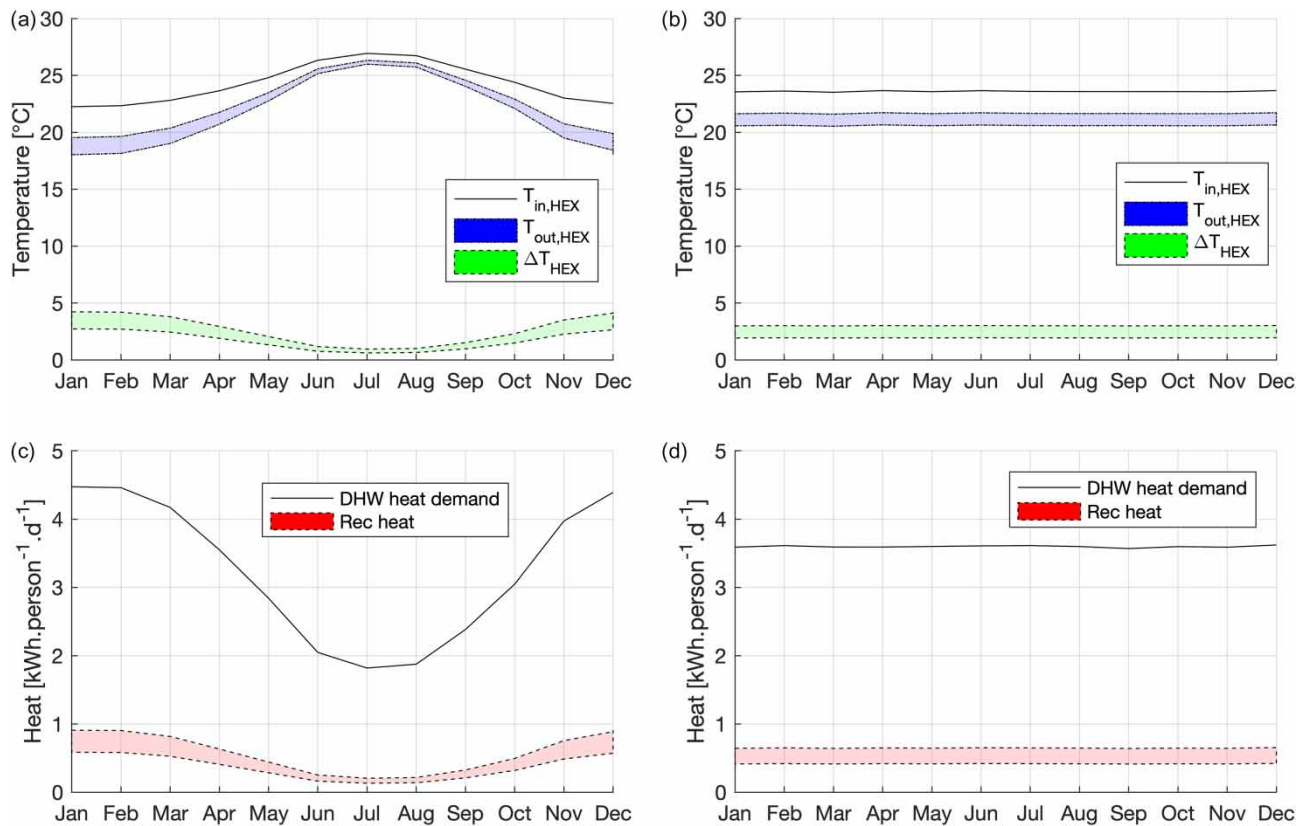 (a)
30
25
20
15
10
5
0
Temperature [°C]
T_in,HEX
T_out,HEX
ΔT_HEX
Jan Feb Mar Apr May Jun Jul Aug Sep Oct Nov Dec
(b)
30
25
20
15
10
5
0
Temperature [°C]
T_in,HEX
T_out,HEX
ΔT_HEX
Jan Feb Mar Apr May Jun Jul Aug Sep Oct Nov Dec
(c)
5
4
3
2
1
0
Heat [kWh.person⁻¹.d⁻¹]
DHW heat demand
Rec heat
Jan Feb Mar Apr May Jun Jul Aug Sep Oct Nov Dec
(d)
5
4
3
2
1
0
Heat [kWh.person⁻¹.d⁻¹]
DHW heat demand
Rec heat
Jan Feb Mar Apr May Jun Jul Aug Sep Oct Nov Dec